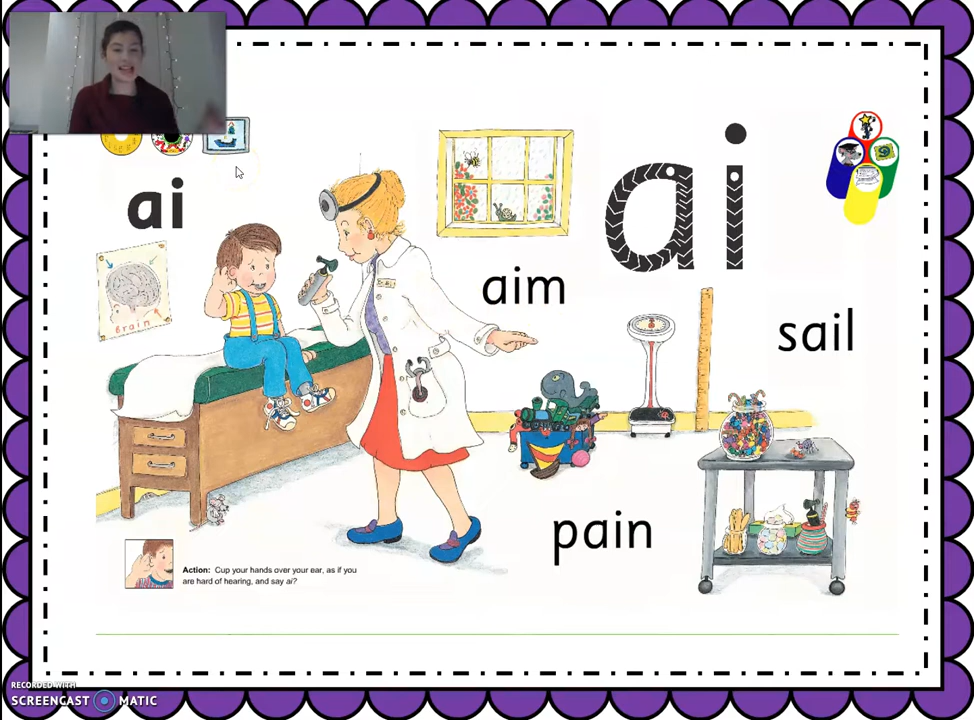 ai
ai
aim
sail
Brain
pain
Action: Cup your hands over your ear, as if you
are hard of hearing, and say ai?
RECORDED WITH
SCREENCAST MATIC